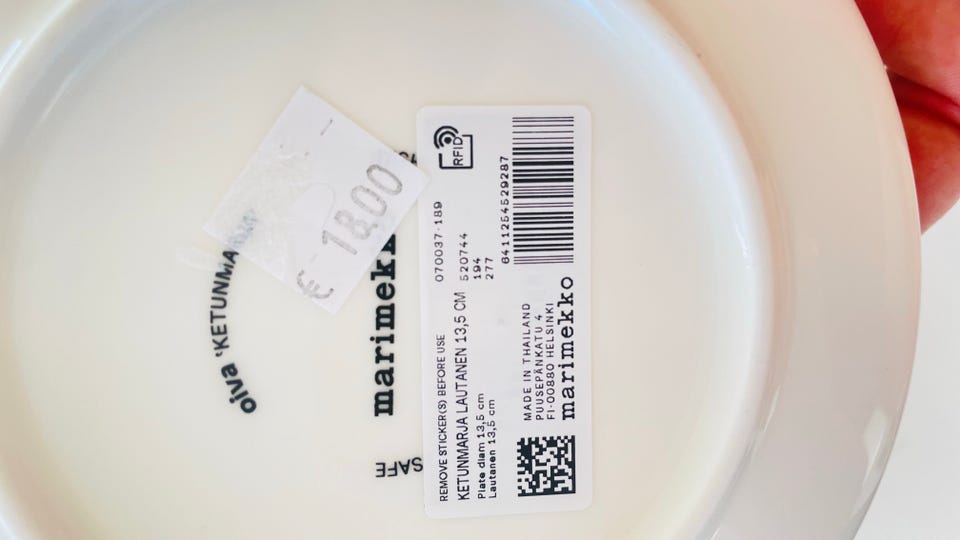 oiva 'KETUNMA
€ 18,00
marimekk
SAFE
RFID
REMOVE STICKER(S) BEFORE USE
070037-189
KETUNMARJA LAUTANEN 13,5 CM
520744
Plate diam 13,5 cm
194
Lautanen 13,5 cm
277
6411254529287
MADE IN THAILAND
PUUSEPÄNKATU 4
FI-00880 HELSINKI
marimekko